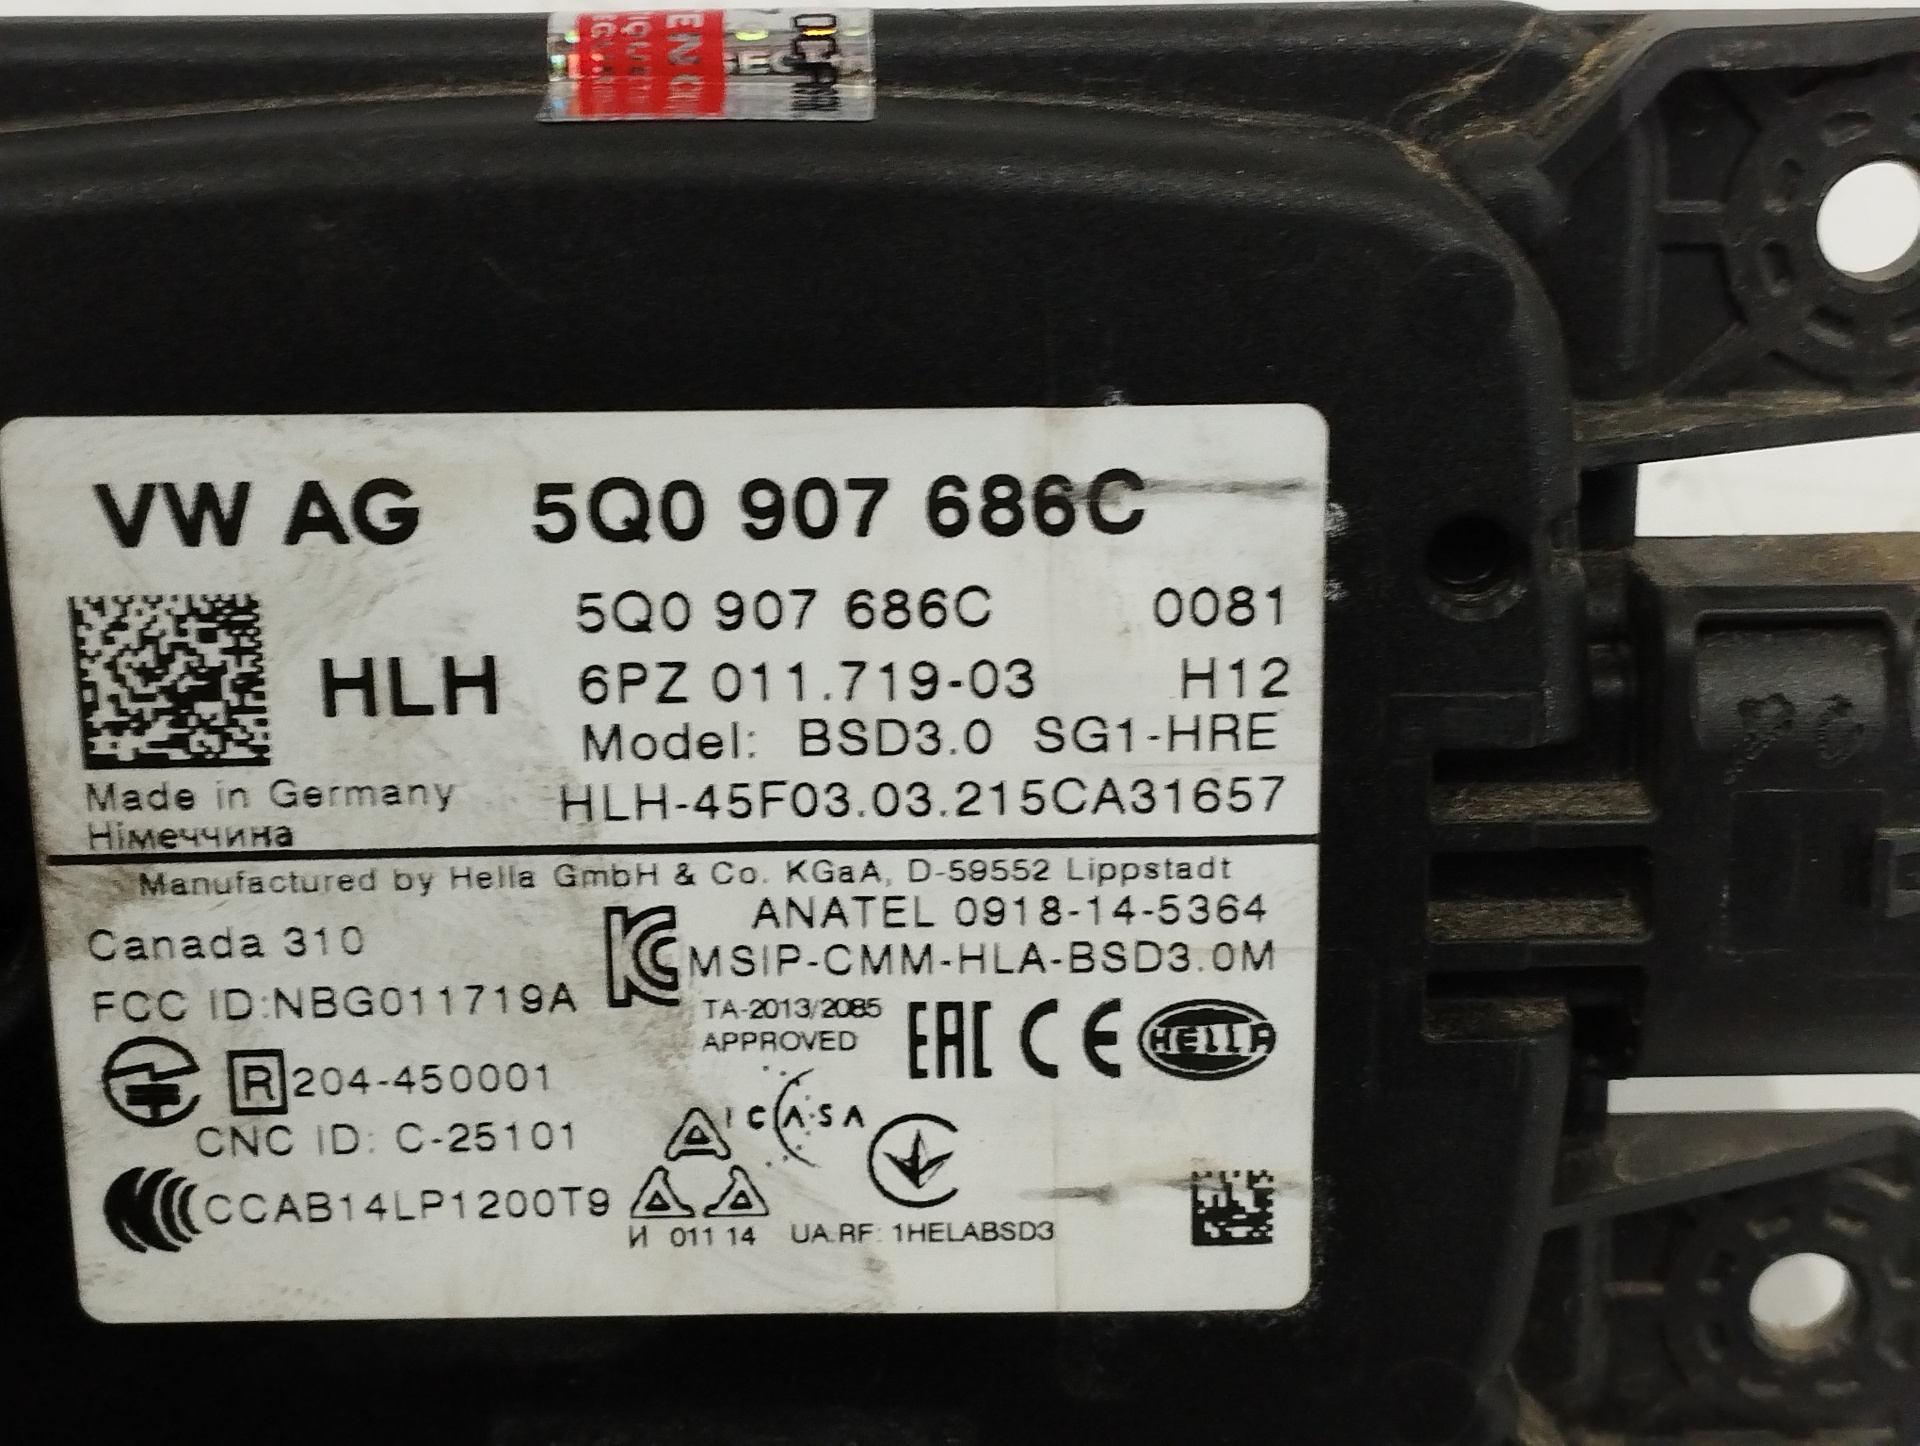 VW AG 5Q0 907 686C
5Q0 907 686C 0081
HLH 6PZ 011.719-03 H12
Model: BSD3.0 SG1-HRE
Made in Germany HLH-45F03.03.215CA31657
Німеччина
Manufactured by Hella GmbH & Co. KGaA, D-59552 Lippstadt
ANATEL 0918-14-5364
Canada 310 KC MSIP-CMM-HLA-BSD3.0M
FCC ID:NBG011719A TA-2013/2085
APPROVED EAC CE HELLA
R 204-450001
ICASA
CNC ID: C-25101
CCAB14LP1200T9
И 011 14 UA.RF: 1HELABSD3